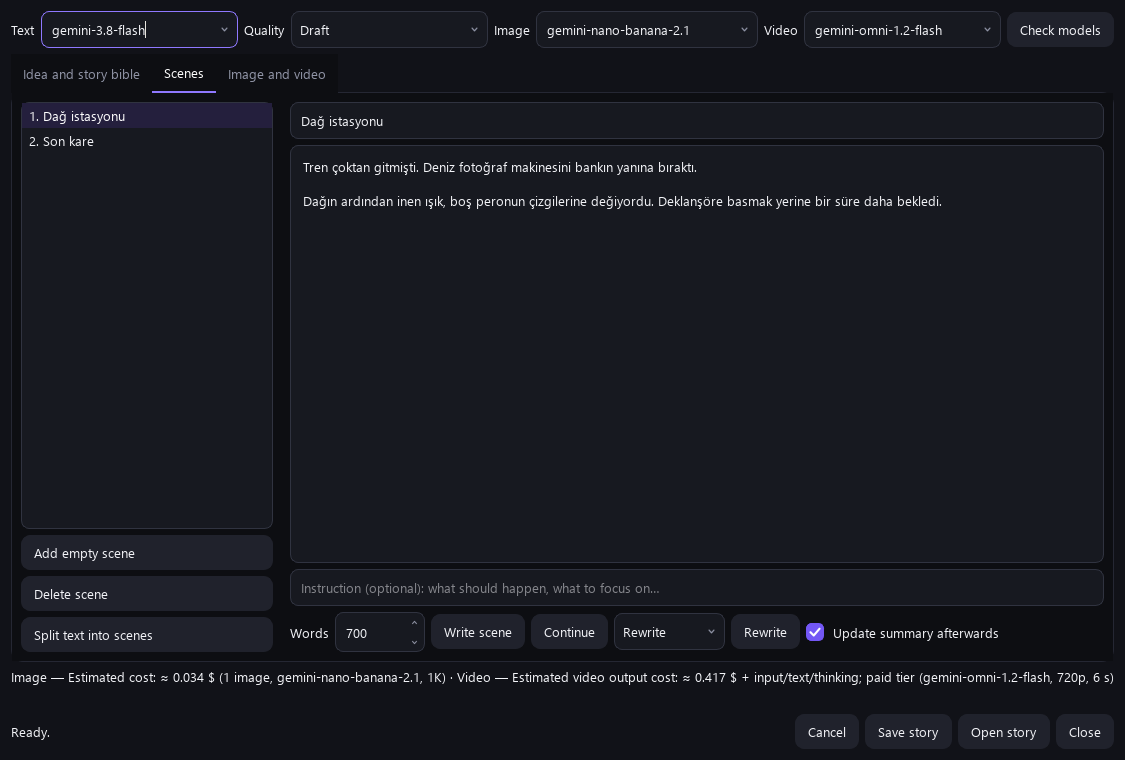 Text gemini-3.8-flash Quality Draft Image gemini-nano-banana-2.1 Video gemini-omni-1.2-flash Check models
Idea and story bible Scenes Image and video
1. Dağ istasyonu
2. Son kare
Dağ istasyonu
Tren çoktan gitmişti. Deniz fotoğraf makinesini bankın yanına bıraktı.
Dağın ardından inen ışık, boş peronun çizgilerine değiyordu. Deklanşöre basmak yerine bir süre daha bekledi.
Add empty scene
Delete scene
Split text into scenes
Instruction (optional): what should happen, what to focus on...
Words 700 Write scene Continue Rewrite Rewrite Update summary afterwards
Image — Estimated cost: ≈ 0.034 $ (1 image, gemini-nano-banana-2.1, 1K) · Video — Estimated video output cost: ≈ 0.417 $ + input/text/thinking; paid tier (gemini-omni-1.2-flash, 720p, 6 s)
Ready. Cancel Save story Open story Close